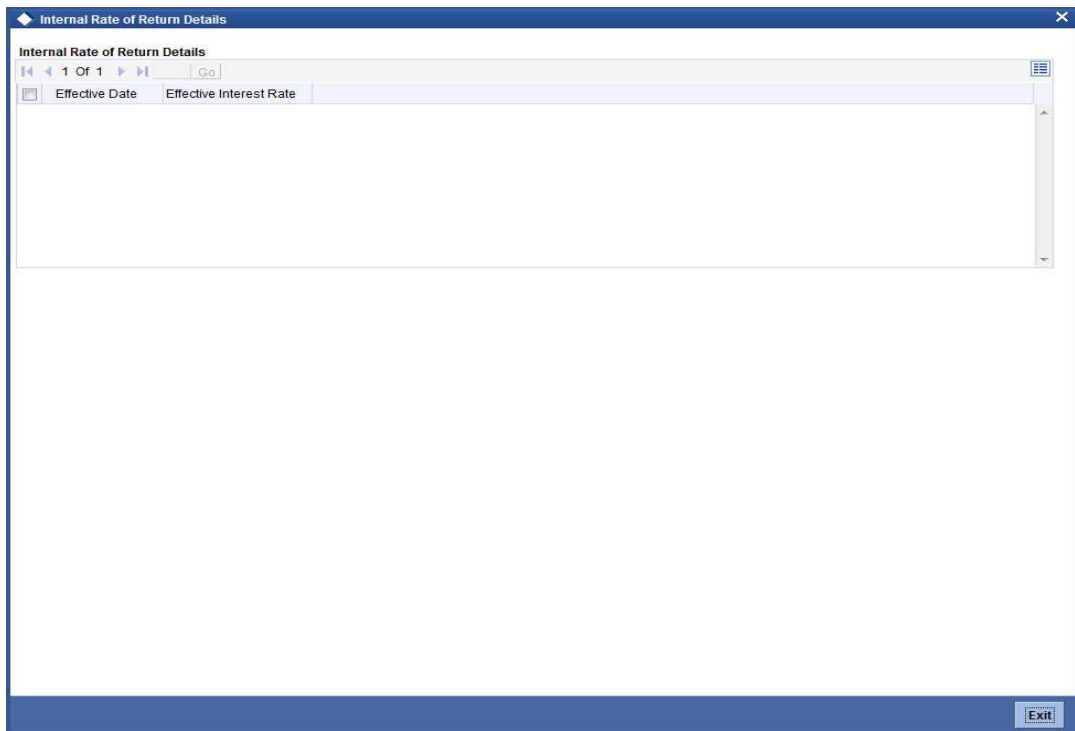 Internal Rate of Return Details
Internal Rate of Return Details
1 Of 1 Go
Effective Date Effective Interest Rate
Exit